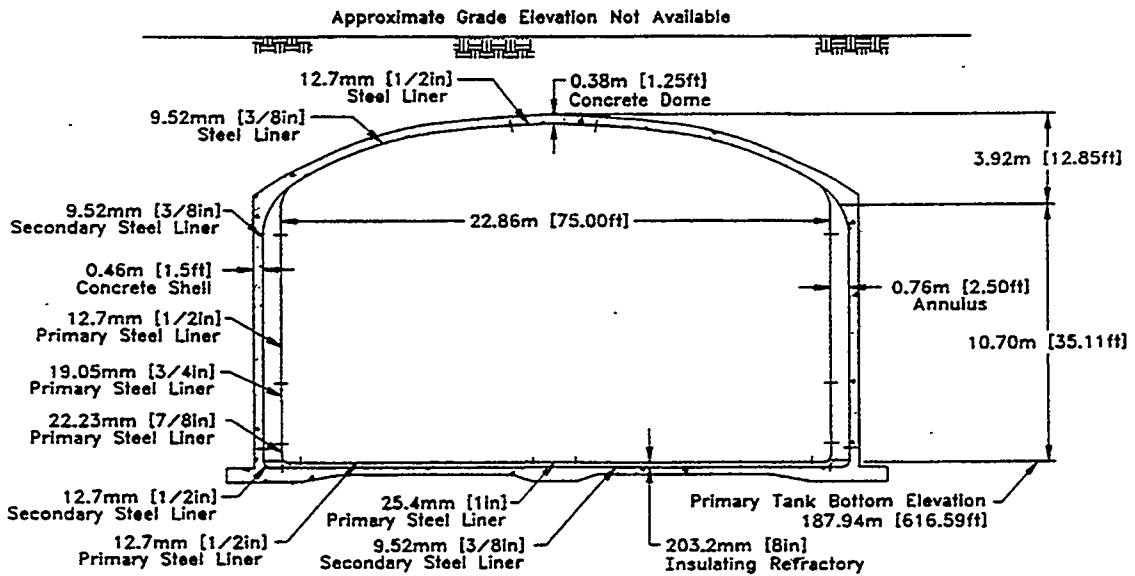 Approximate Grade Elevation Not Available
12.7mm [1/2in]
Steel Liner
0.38m [1.25ft]
Concrete Dome
9.52mm [3/8in]
Steel Liner
3.92m [12.85ft]
9.52mm [3/8in]
Secondary Steel Liner
22.86m [75.00ft]
0.46m [1.5ft]
Concrete Shell
0.76m [2.50ft]
Annulus
12.7mm [1/2in]
Primary Steel Liner
10.70m [35.11ft]
19.05mm [3/4in]
Primary Steel Liner
22.23mm [7/8in]
Primary Steel Liner
12.7mm [1/2in]
Secondary Steel Liner
25.4mm [1in]
Primary Steel Liner
Primary Tank Bottom Elevation
187.94m [616.59ft]
12.7mm [1/2in]
Primary Steel Liner
9.52mm [3/8in]
Secondary Steel Liner
203.2mm [8in]
Insulating Refractory